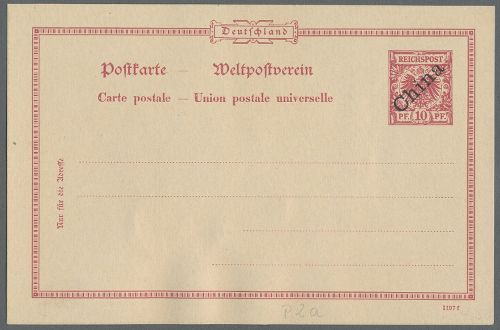 Deutschland
Postkarte — Weltpostverein
Carte postale — Union postale universelle
REICHSPOST
China
PF. 10 PF.
Nur für die Adresse
P2a